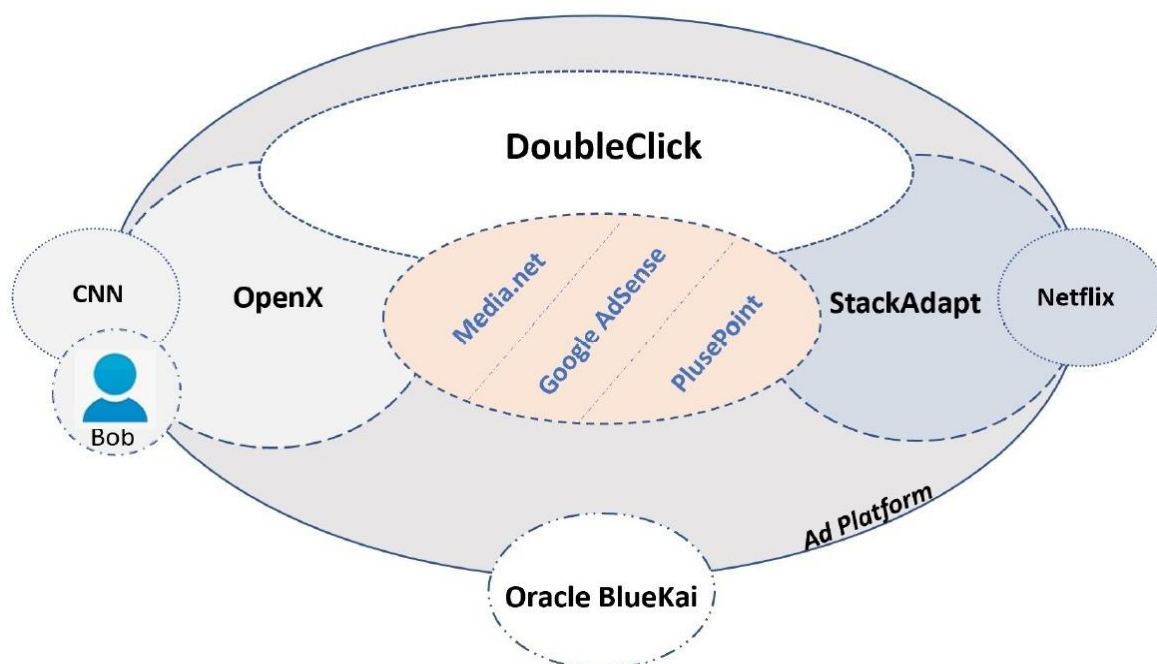 DoubleClick
CNN
OpenX
Media.net
Google AdSense
PlusePoint
StackAdapt
Netflix
Bob
Ad Platform
Oracle BlueKai